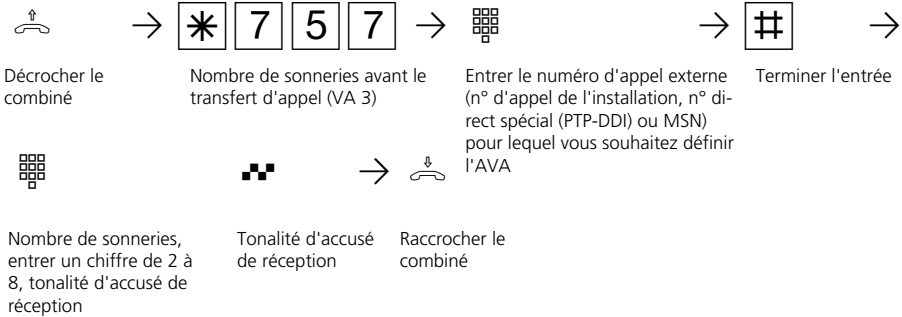 * 7 5 7
#
Décrocher le
combiné
Nombre de sonneries avant le
transfert d'appel (VA 3)
Entrer le numéro d'appel externe
(n° d'appel de l'installation, n° di-
rect spécial (PTP-DDI) ou MSN)
pour lequel vous souhaitez définir
l'AVA
Terminer l'entrée
Nombre de sonneries,
entrer un chiffre de 2 à
8, tonalité d'accusé de
réception
Tonalité d'accusé
de réception
Raccrocher le
combiné